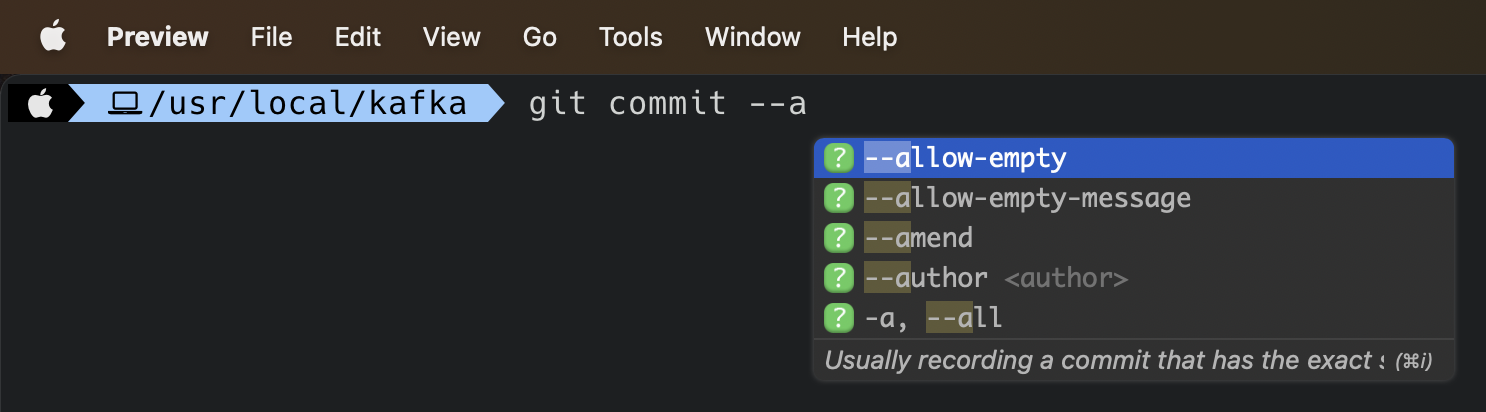 Preview File Edit View Go Tools Window Help
/usr/local/kafka git commit --a
? --allow-empty
? --allow-empty-message
? --amend
? --author <author>
? -a, --all
Usually recording a commit that has the exact (⌘i)